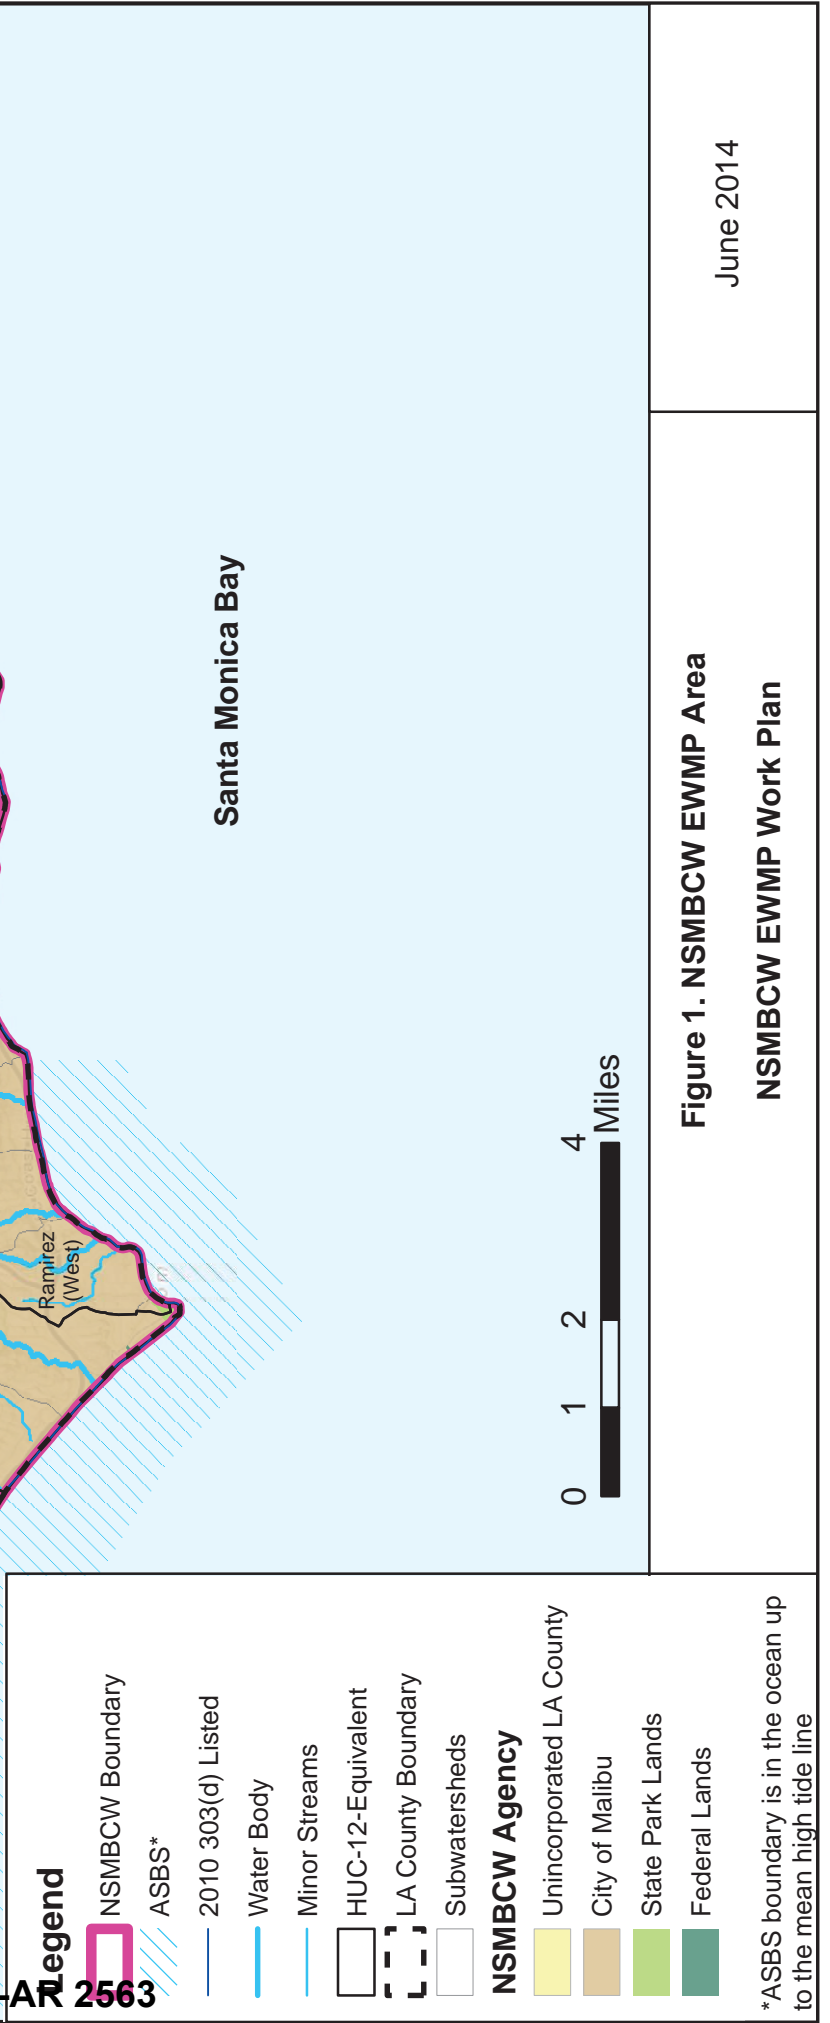 Legend
NSMBCW Boundary
ASBS*
2010 303(d) Listed
Water Body
Minor Streams
HUC-12-Equivalent
LA County Boundary
Subwatersheds
NSMBCW Agency
Unincorporated LA County
City of Malibu
State Park Lands
Federal Lands
*ASBS boundary is in the ocean up
to the mean high tide line
Ramirez
(West)
Santa Monica Bay
0 1 2 4
Miles
Figure 1. NSMBCW EWMP Area
NSMBCW EWMP Work Plan
June 2014
-AR 2563